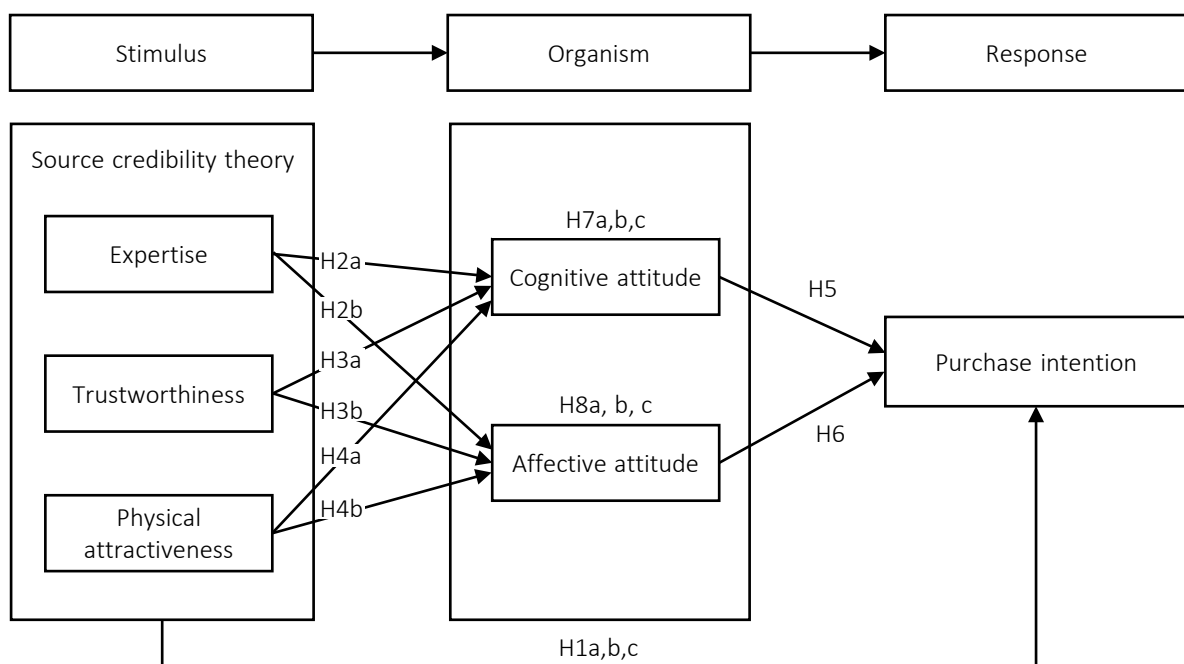 Stimulus
Organism
Response
Source credibility theory
Expertise
Trustworthiness
Physical
attractiveness
H2a
H2b
H3a
H3b
H4a
H4b
H7a,b,c
Cognitive attitude
H8a, b, c
Affective attitude
H5
H6
Purchase intention
H1a,b,c